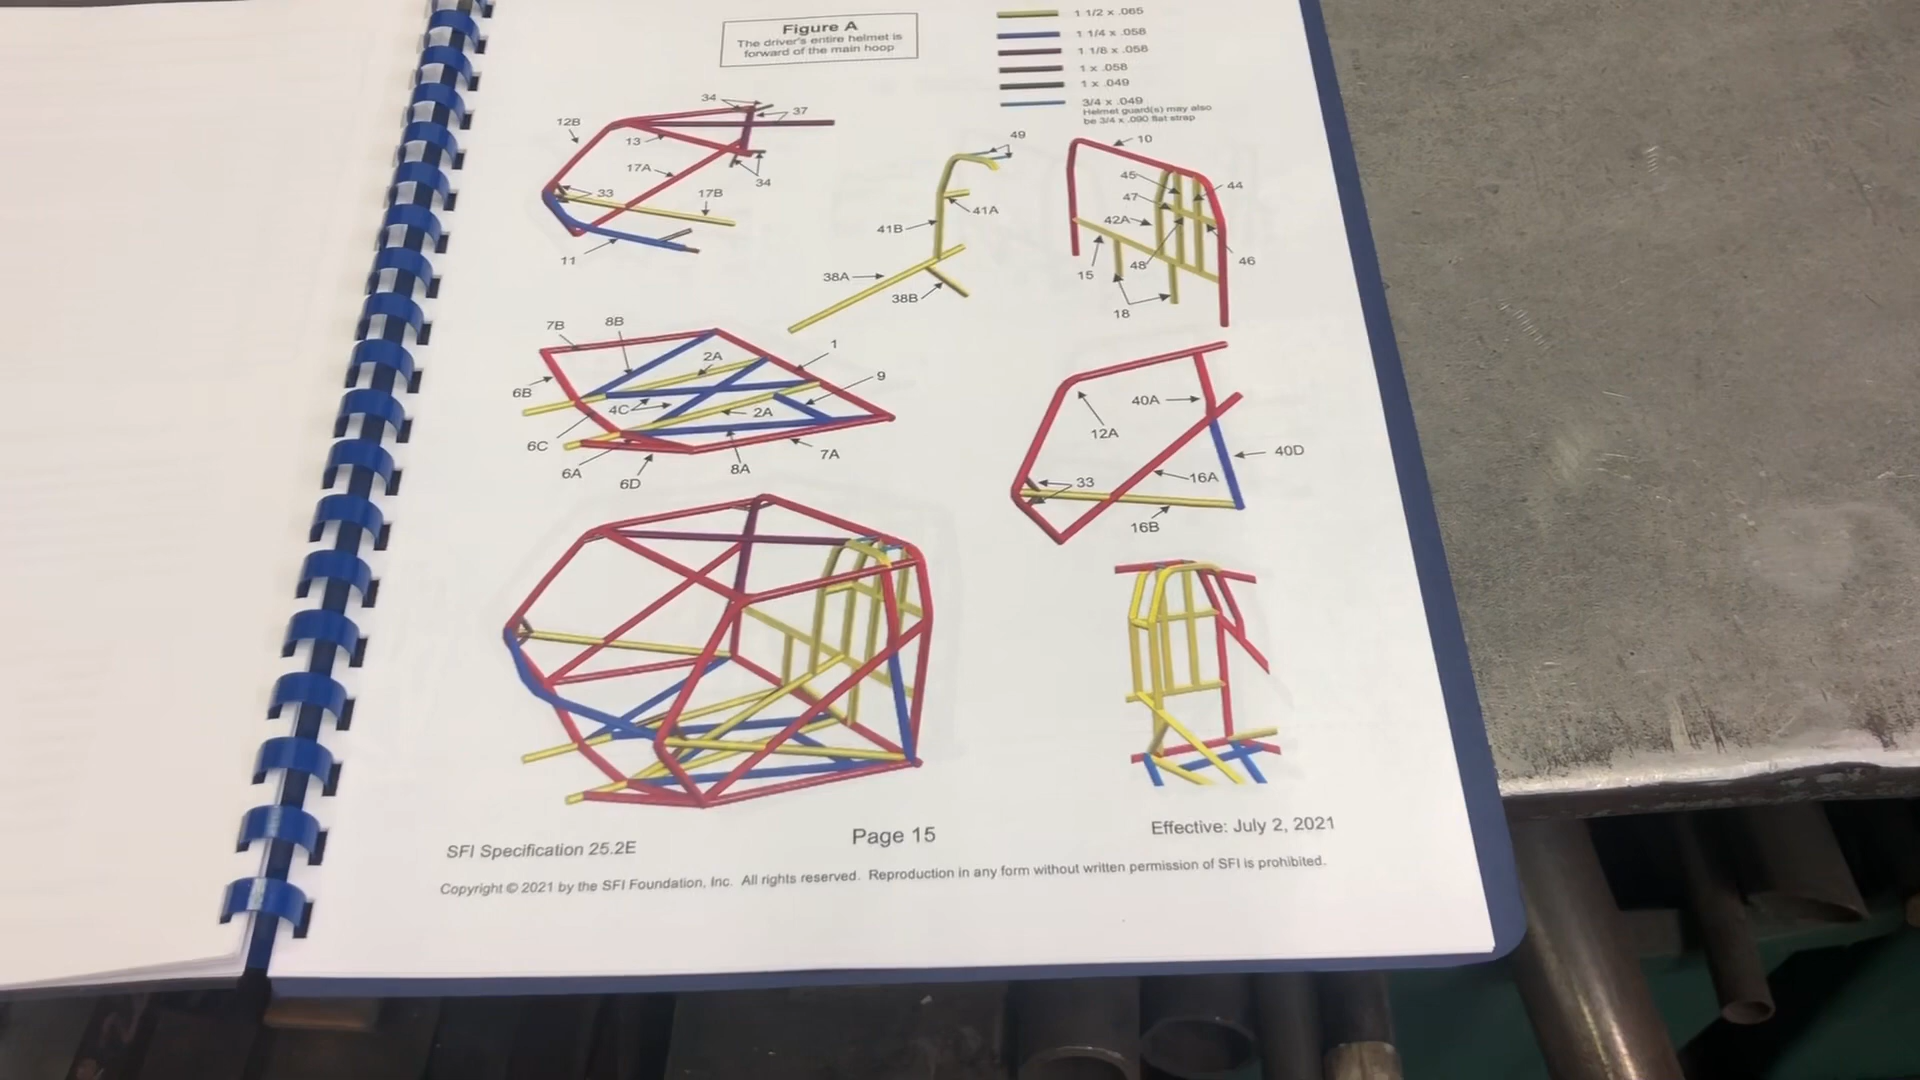 Figure A
The driver's entire helmet is
forward of the main hoop
1 1/2 x .065
1 1/4 x .058
1 1/8 x .058
1 x .058
1 x .049
3/4 x .049
Helmet guard(s) may also
be 3/4 x .090 flat strap
34
37
12B
13
17A
34
33
17B
11
49
41A
41B
38A
38B
10
45
44
47
42A
48
46
15
18
7B
8B
2A
1
9
6B
4C
2A
6C
8A
7A
6A
6D
40A
12A
40D
33
16A
16B
SFI Specification 25.2E
Page 15
Effective: July 2, 2021
Copyright © 2021 by the SFI Foundation, Inc. All rights reserved. Reproduction in any form without written permission of SFI is prohibited.